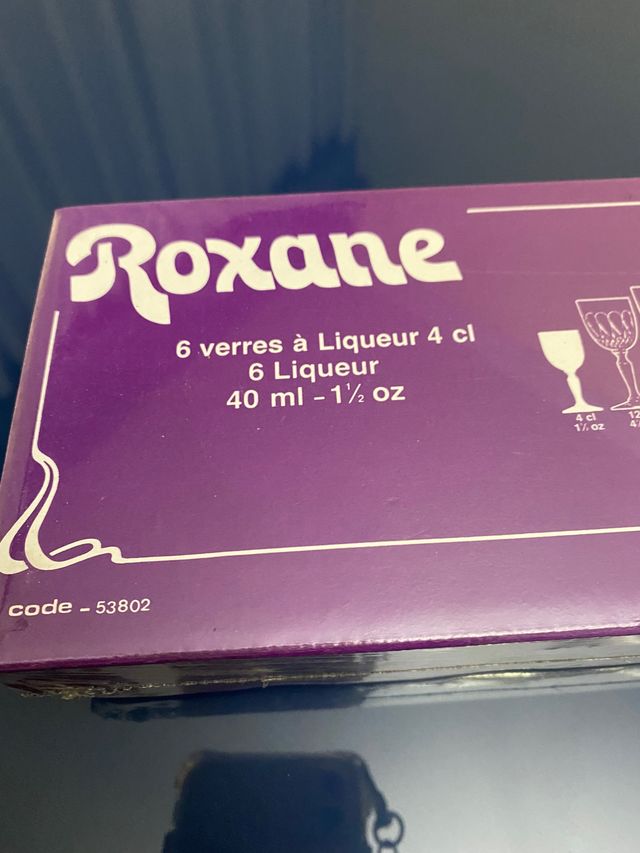 Roxane
6 verres à Liqueur 4 cl
6 Liqueur
40 ml - 1½ oz
4 cl
1½ oz
12
code - 53802